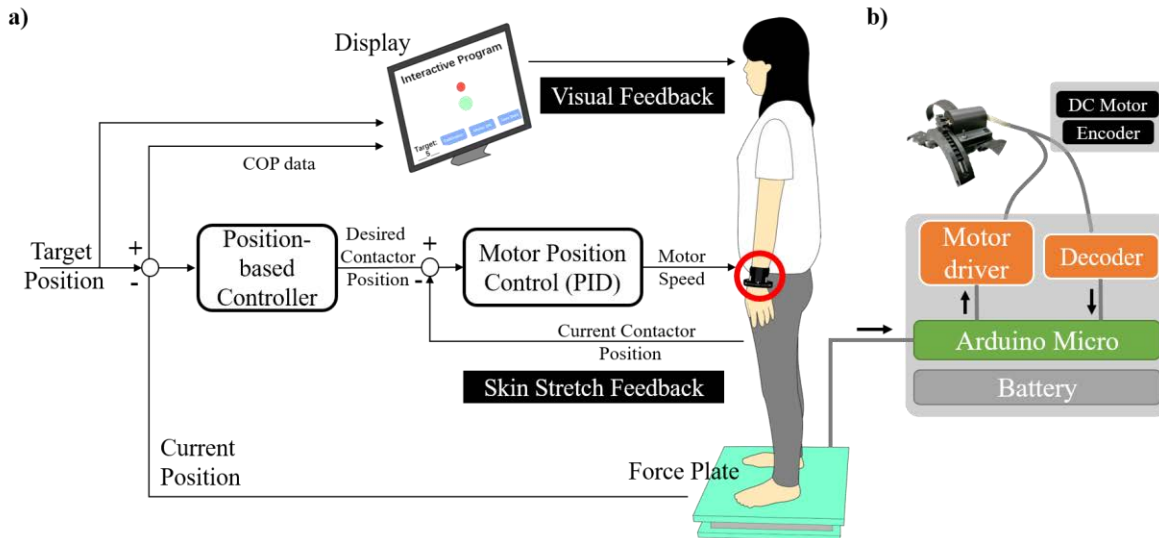 a)
b)
Display
Interactive Program
Target:
5
Visual Feedback
DC Motor
Encoder
COP data
Target
Position
+
-
Position-
based
Controller
Desired
Contactor
Position
+
-
Motor Position
Control (PID)
Motor
Speed
Current Contactor
Position
Skin Stretch Feedback
Current
Position
Force Plate
Motor
driver
Decoder
Arduino Micro
Battery